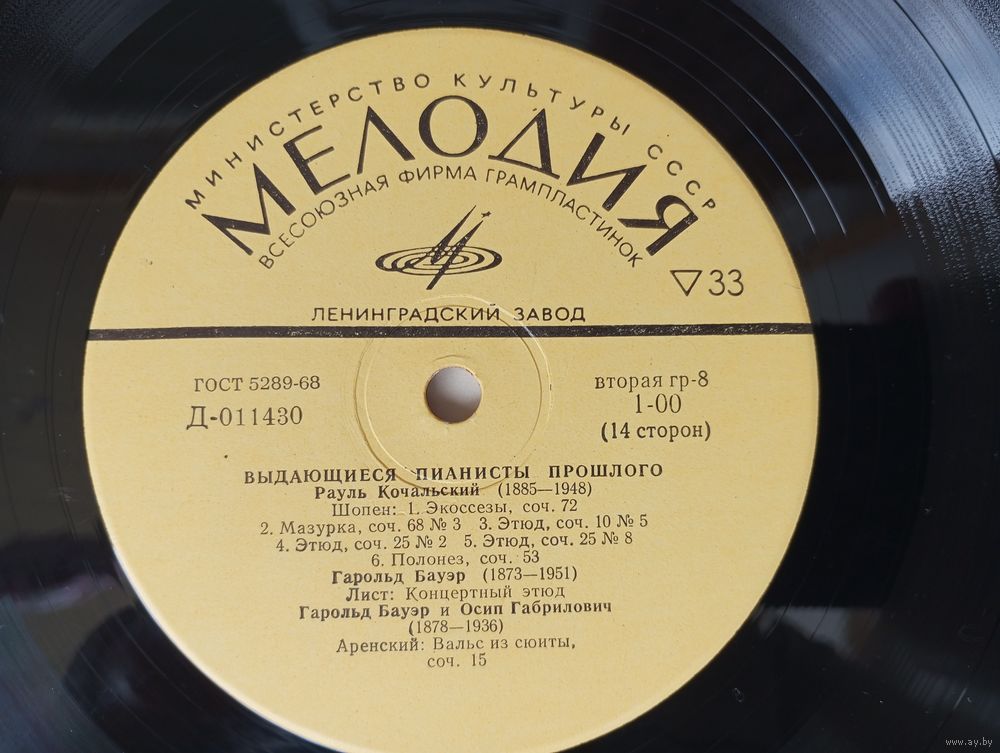 МИНИСТЕРСТВО КУЛЬТУРЫ СССР
МЕЛОДИЯ
ВСЕСОЮЗНАЯ ФИРМА ГРАМПЛАСТИНОК
33
ЛЕНИНГРАДСКИЙ ЗАВОД
ГОСТ 5289-68
Д-011430
вторая гр-8
1-00
(14 сторон)
ВЫДАЮЩИЕСЯ ПИАНИСТЫ ПРОШЛОГО
Рауль Кочальский (1885—1948)
Шопен: 1. Экоссезы, соч. 72
2. Мазурка, соч. 68 № 3 3. Этюд, соч. 10 № 5
4. Этюд, соч. 25 № 2 5. Этюд, соч. 25 № 8
6. Полонез, соч. 53
Гарольд Бауэр (1873—1951)
Лист: Концертный этюд
Гарольд Бауэр и Осип Габрилович
(1878—1936)
Аренский: Вальс из сюиты,
соч. 15
www.ay.by